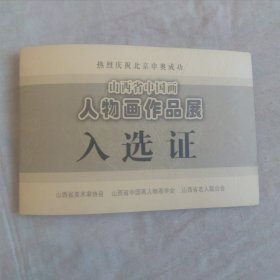 热烈庆祝北京申奥成功
山西省中国画
人物画作品展
入选证
山西省美术家协会 山西省中国画人物画学会 山西省名人联合会